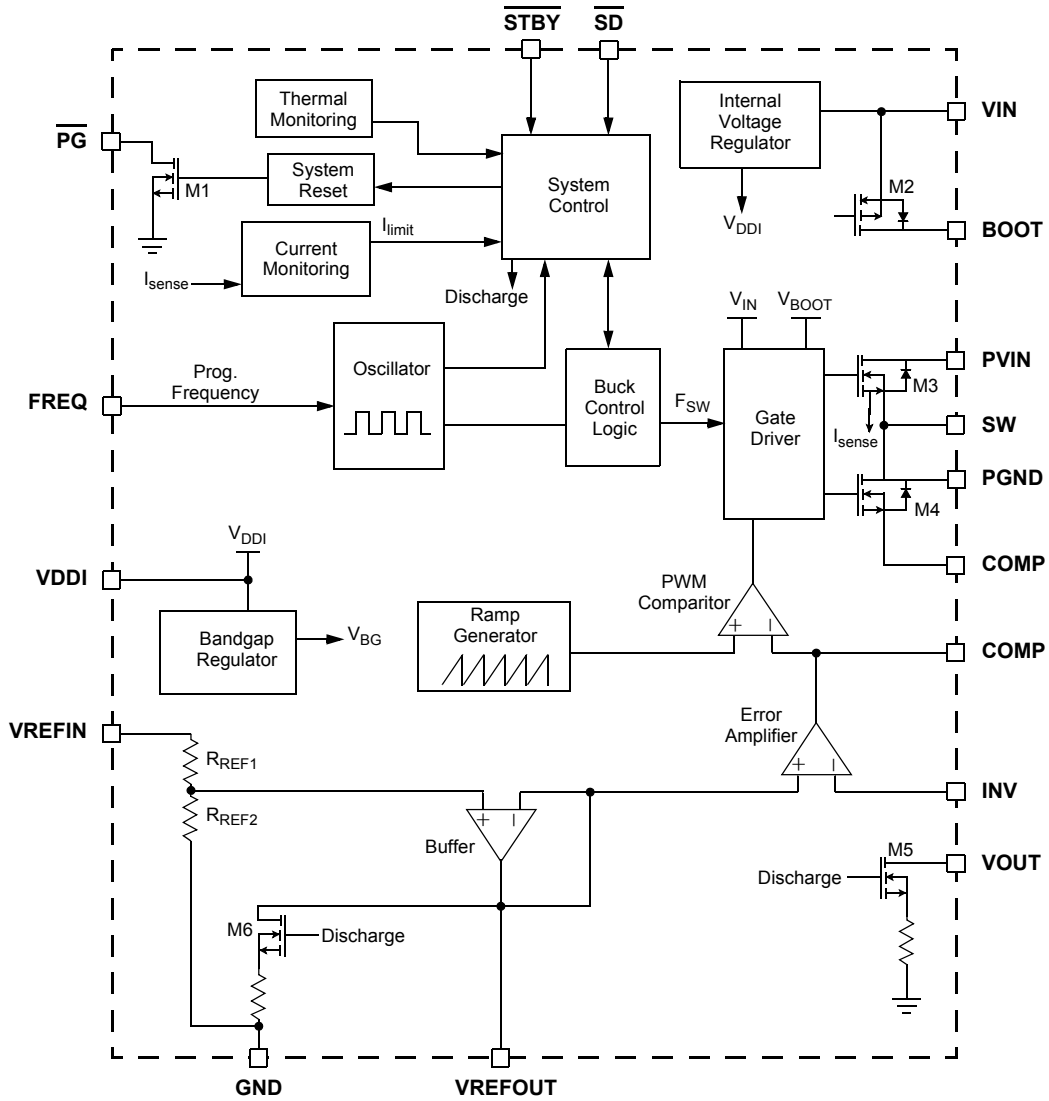 STBY
SD
Thermal
Monitoring
Internal
Voltage
Regulator
VIN
PG
M1
System
Reset
System
Control
M2
VDDI
BOOT
Ilimit
Current
Monitoring
Isense
Discharge
VIN
VBOOT
PVIN
Prog.
Frequency
Oscillator
Buck
Control
Logic
M3
FREQ
FSW
Gate
Driver
Isense
SW
PGND
M4
VDDI
VDDI
COMP
PWM
Comparitor
Ramp
Generator
+ –
Bandgap
Regulator
VBG
COMP
VREFIN
Error
Amplifier
RREF1
+ –
INV
RREF2
+ –
Buffer
M5
VOUT
Discharge
M6
Discharge
GND
VREFOUT